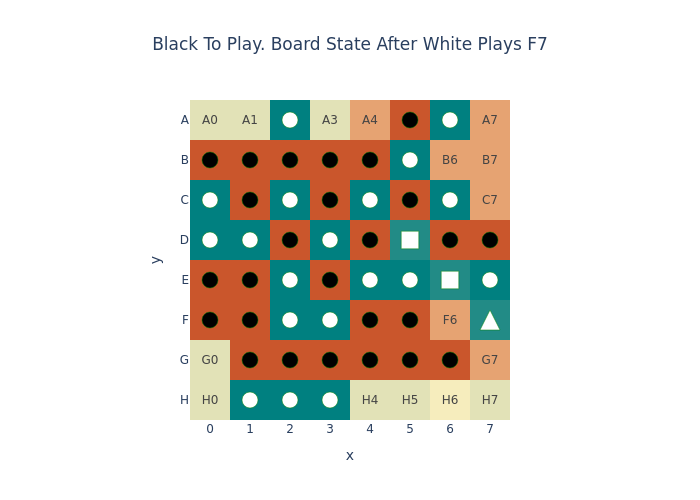 Black To Play. Board State After White Plays F7
A A0 A1 A3 A4 A7
B B6 B7
C C7
D
y
E
F F6
G G0 G7
H H0 H4 H5 H6 H7
0 1 2 3 4 5 6 7
x